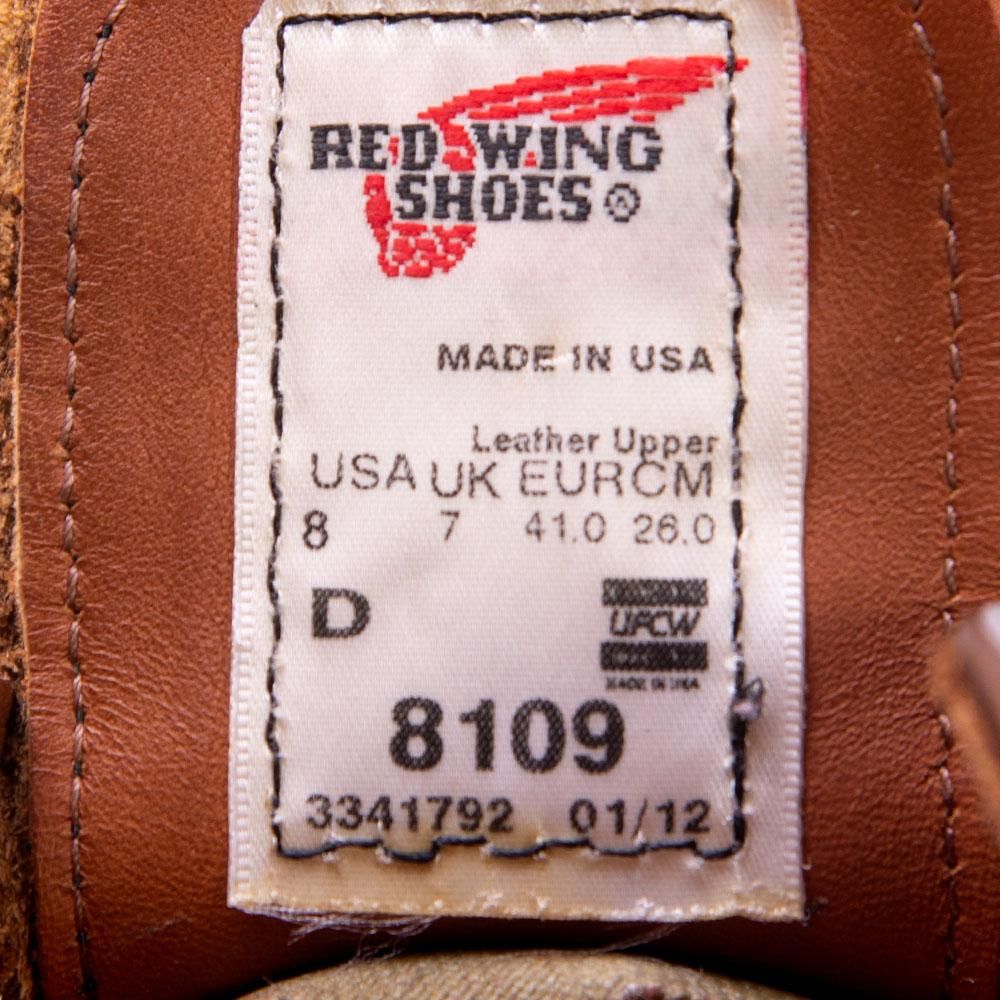 RED WING
SHOES ®
MADE IN USA
Leather Upper
USA UK EUR CM
8 7 41.0 26.0
D
UFCW
MADE IN USA
8109
3341792 01/12